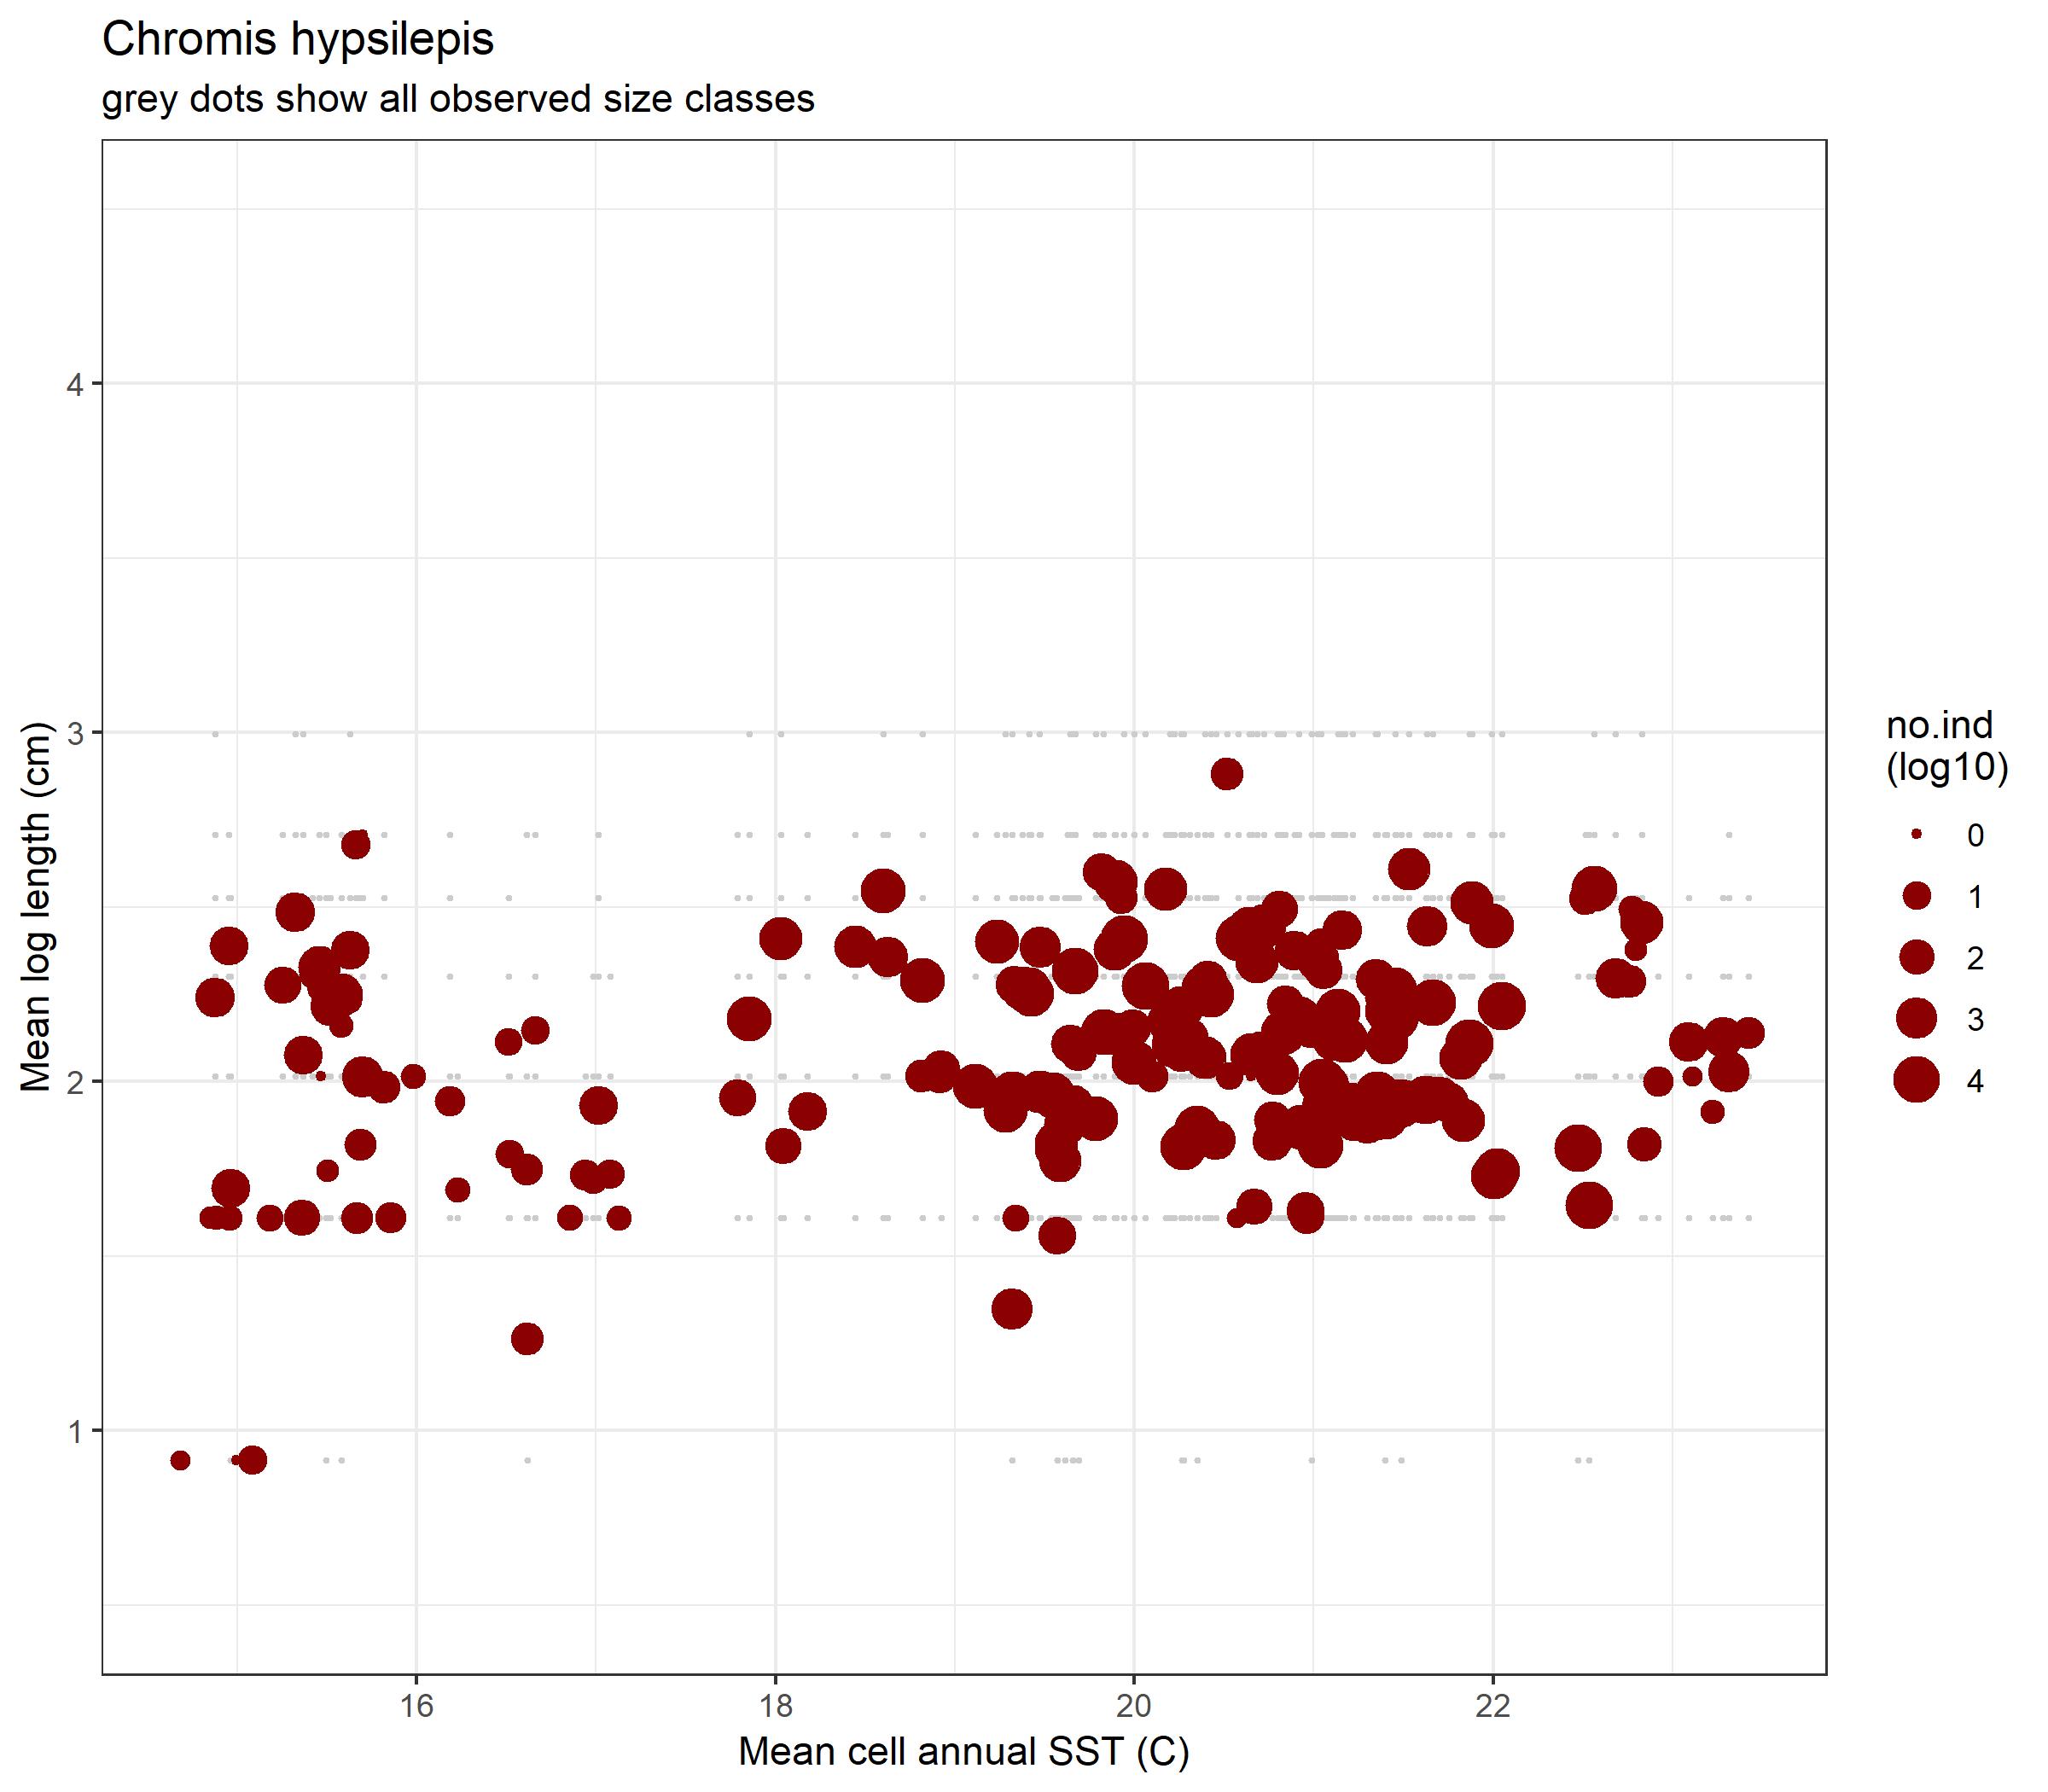 Chromis hypsilepis
grey dots show all observed size classes
Mean log length (cm)
4
3
2
1
16 18 20 22
Mean cell annual SST (C)
no.ind
(log10)
0
1
2
3
4